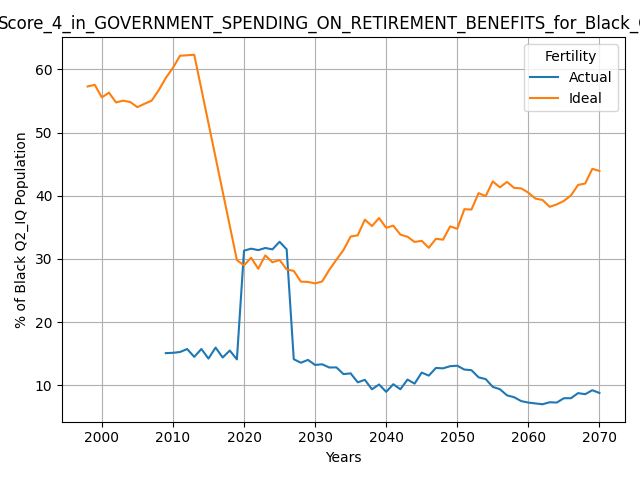 Score_4_in_GOVERNMENT_SPENDING_ON_RETIREMENT_BENEFITS_for_Black_
Fertility
Actual
Ideal
60
50
40
30
20
10
% of Black Q2_IQ Population
2000 2010 2020 2030 2040 2050 2060 2070
Years